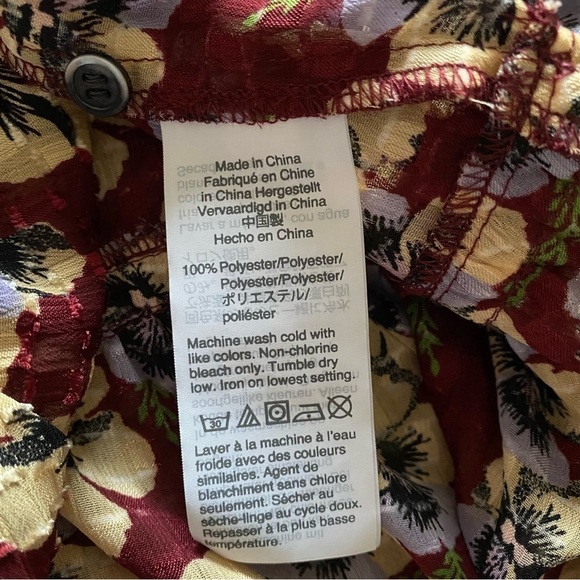 Made in China
Fabriqué en Chine
in China Hergestellt
Vervaardigd in China
中国製
Hecho en China
100% Polyester/Polyester/
Polyester/Polyester/
ポリエステル/
poliéster
Machine wash cold with
like colors. Non-chlorine
bleach only. Tumble dry
low. Iron on lowest setting.
30
Laver à la machine à l'eau
froide avec des couleurs
similaires. Agent de
blanchiment sans chlore
seulement. Sécher au
sèche-linge au cycle doux.
Repasser à la plus basse
température.